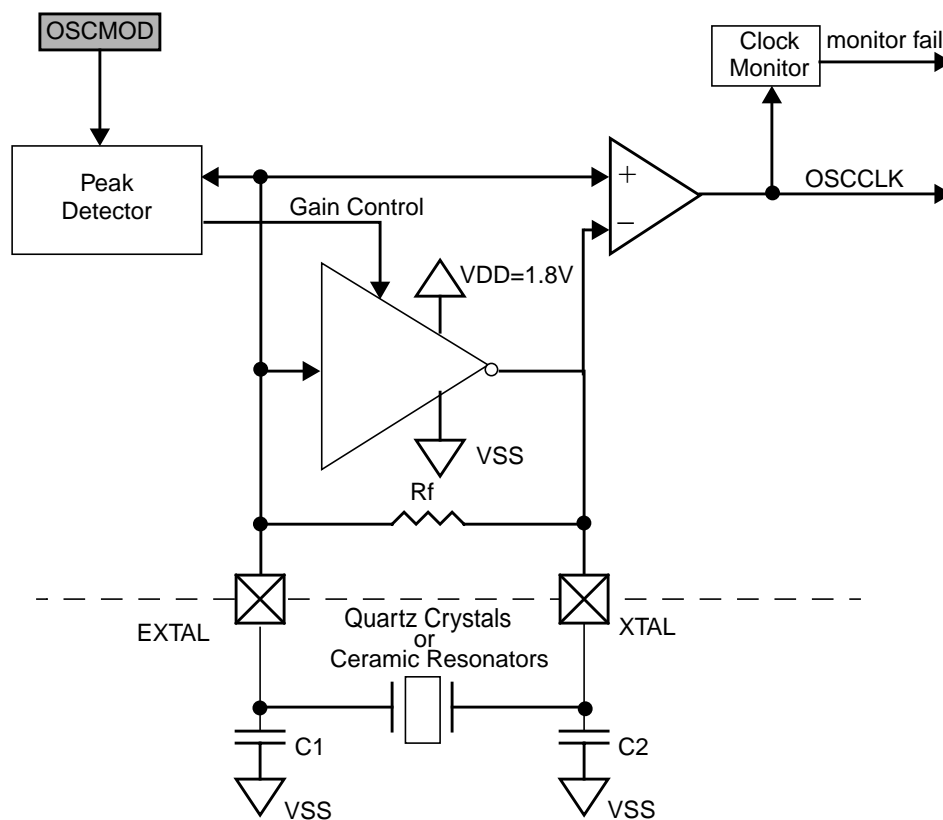 OSCMOD
Clock
Monitor
monitor fail
Peak
Detector
+
OSCCLK
Gain Control
−
VDD=1.8V
VSS
Rf
EXTAL
Quartz Crystals
or
Ceramic Resonators
XTAL
C1
C2
VSS
VSS